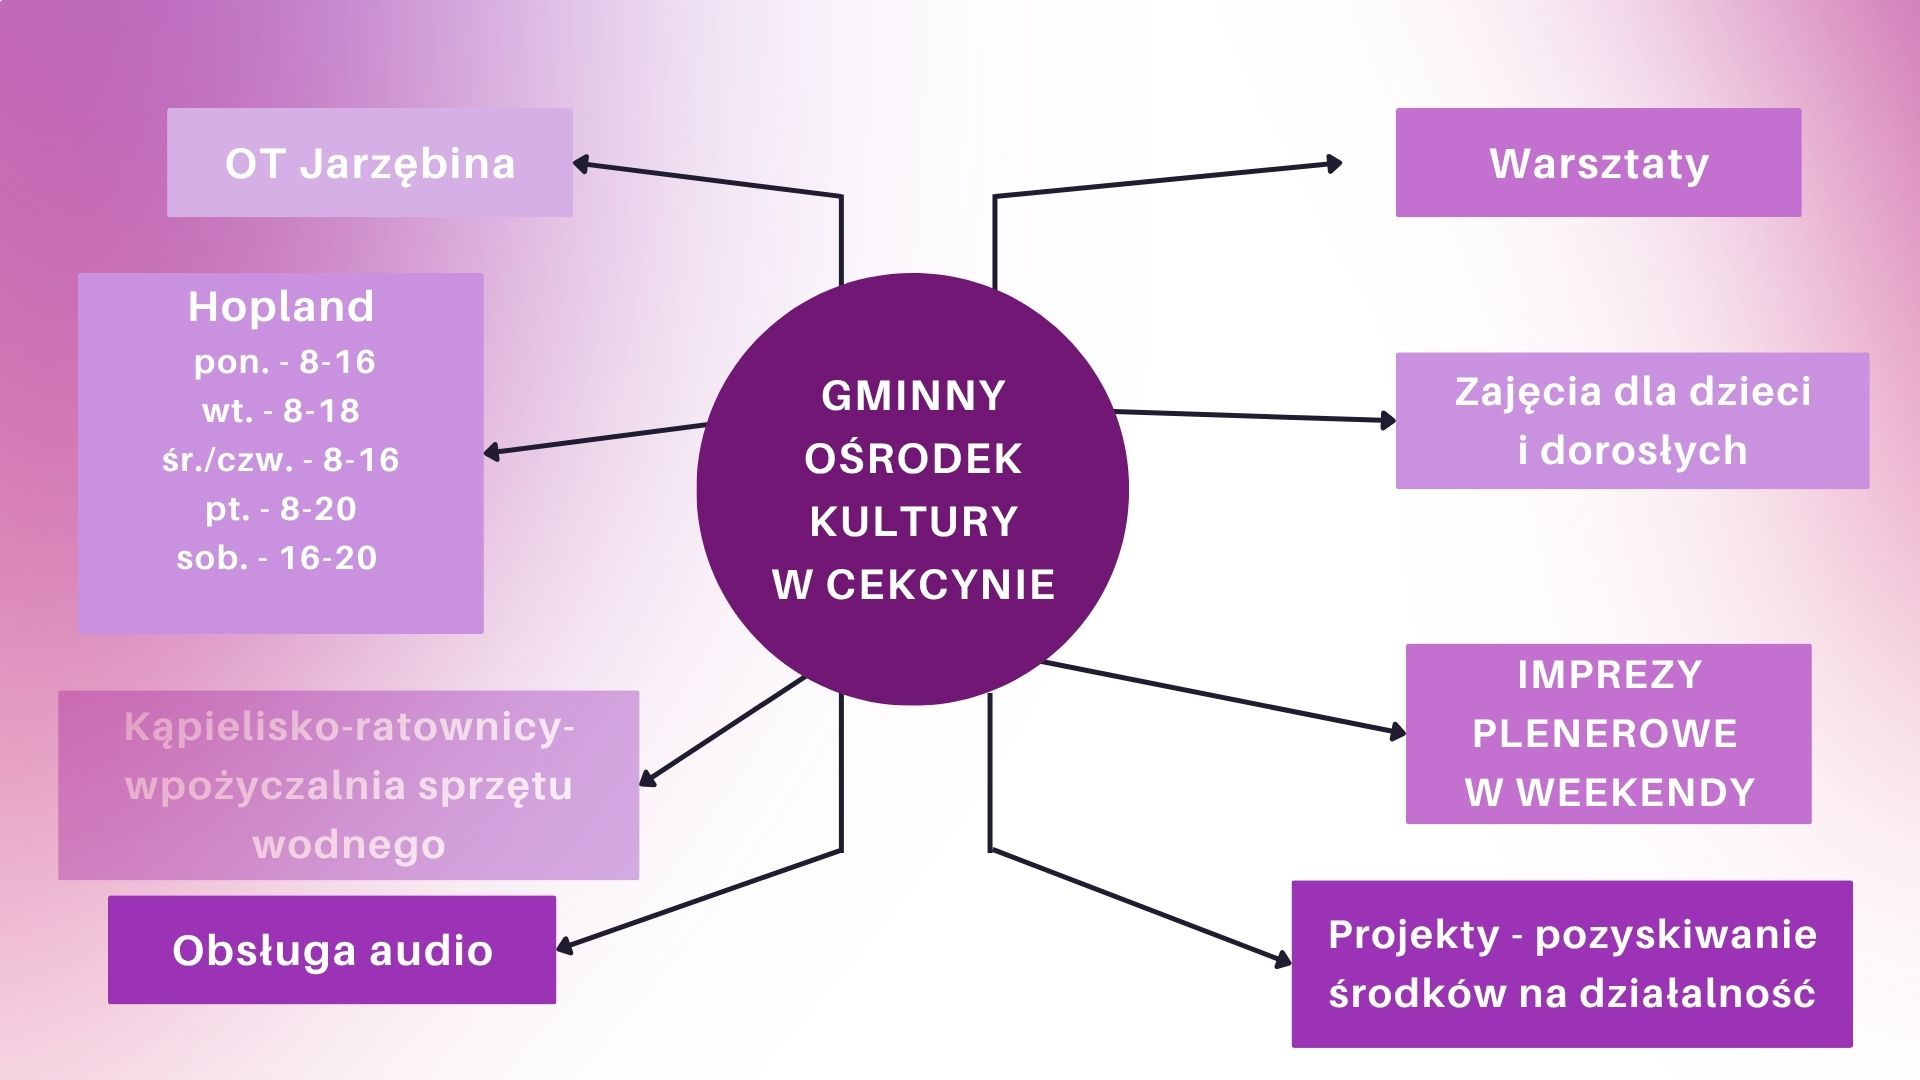 OT Jarzębina
Hopland
pon. - 8-16
wt. - 8-18
śr./czw. - 8-16
pt. - 8-20
sob. - 16-20
Kąpielisko-ratownicy-
wpożyczalnia sprzętu
wodnego
Obsługa audio
GMINNY
OŚRODEK
KULTURY
W CEKCYNIE
Warsztaty
Zajęcia dla dzieci
i dorosłych
IMPREZY
PLENEROWE
W WEEKENDY
Projekty - pozyskiwanie
środków na działalność